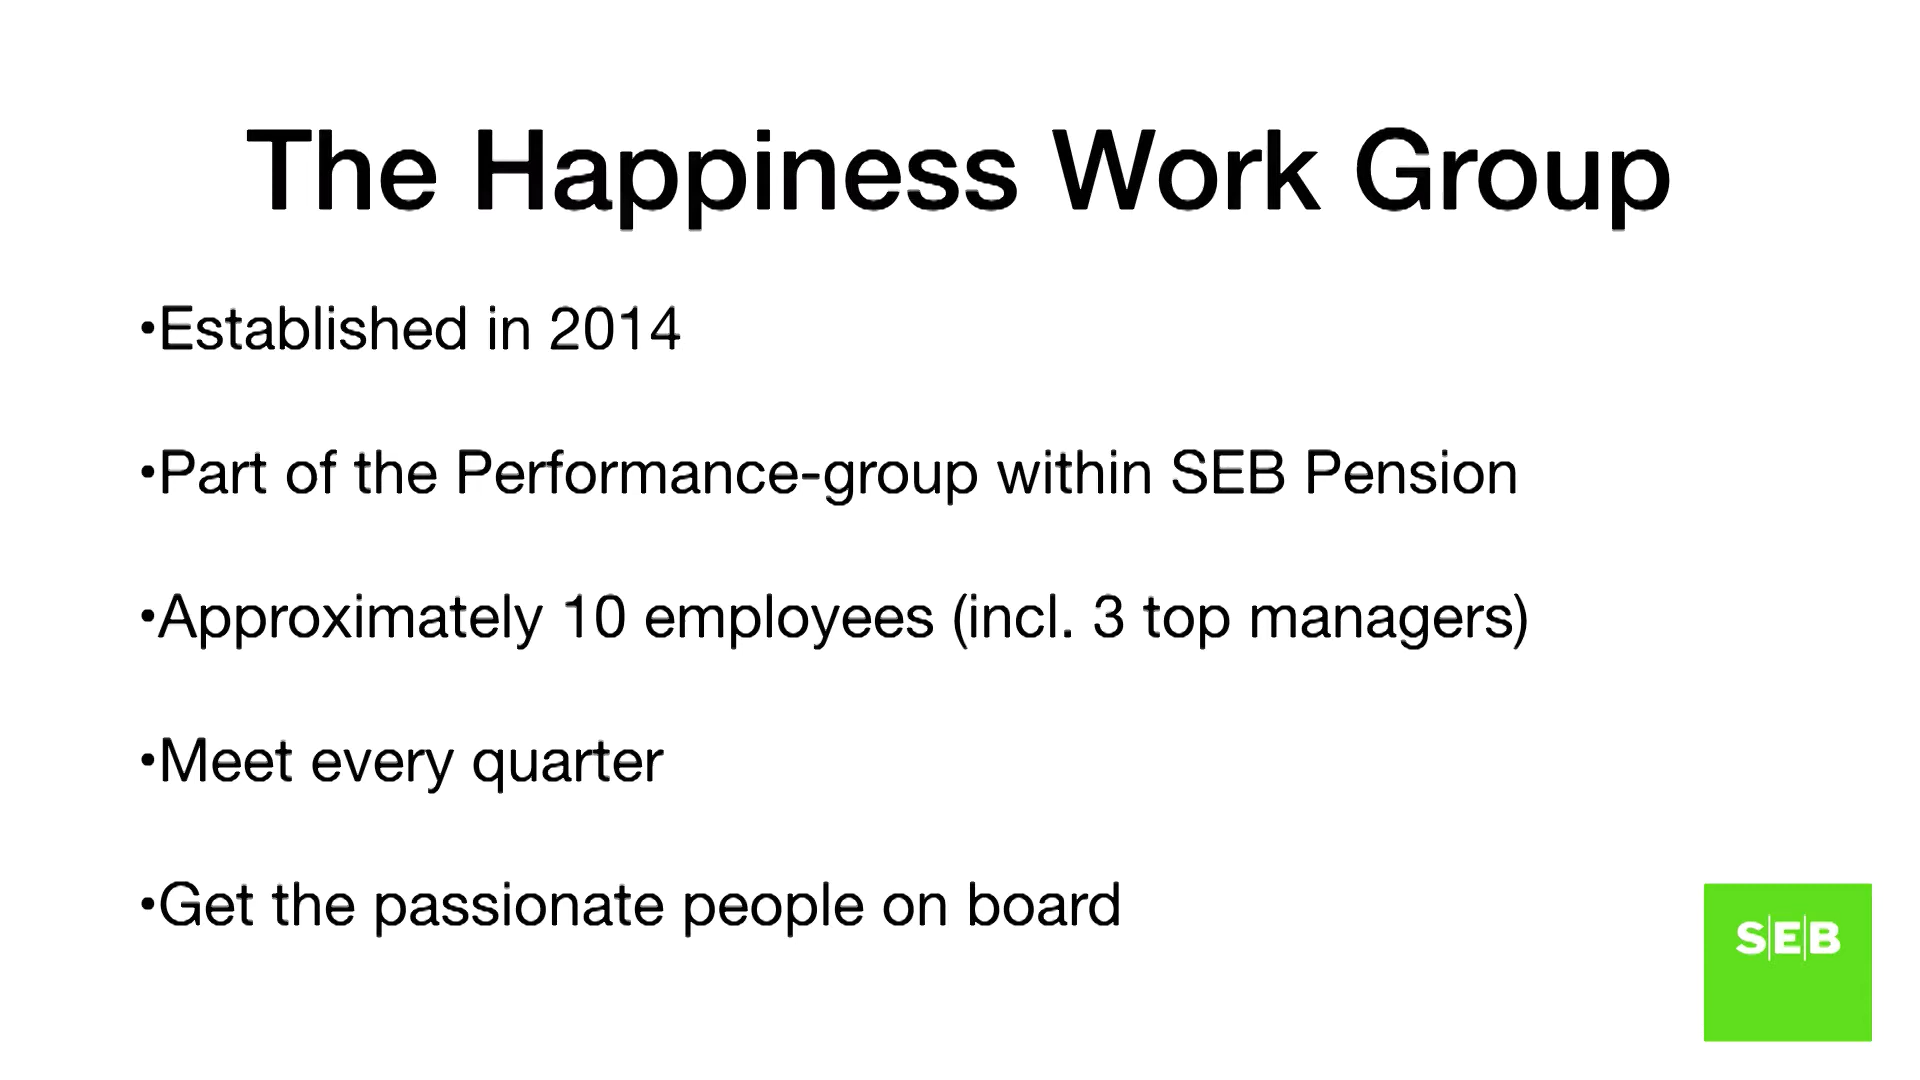 The Happiness Work Group
•Established in 2014
•Part of the Performance-group within SEB Pension
•Approximately 10 employees (incl. 3 top managers)
•Meet every quarter
•Get the passionate people on board
S|E|B